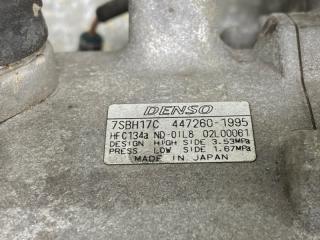 DENSO
7SBH17C 447260-1995
HFC134a ND-OIL8 02L00061
DESIGN HIGH SIDE 3.53MPa
PRESS LOW SIDE 1.67MPa
MADE IN JAPAN